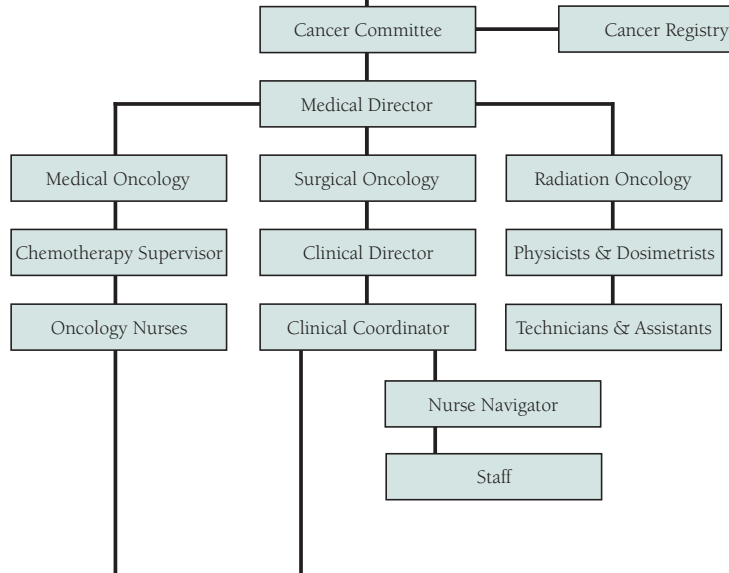 Cancer Committee
Cancer Registry
Medical Director
Medical Oncology
Surgical Oncology
Radiation Oncology
Chemotherapy Supervisor
Clinical Director
Physicists & Dosimetrists
Oncology Nurses
Clinical Coordinator
Technicians & Assistants
Nurse Navigator
Staff